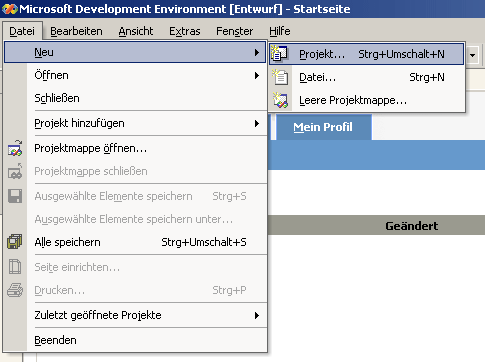 Microsoft Development Environment [Entwurf] - Startseite
Datei Bearbeiten Ansicht Extras Fenster Hilfe
Neu
Projekt... Strg+Umschalt+N
Öffnen
Datei... Strg+N
Schließen
Leere Projektmappe...
Projekt hinzufügen
Mein Profil
Projektmappe öffnen...
Projektmappe schließen
Ausgewählte Elemente speichern Strg+S
Ausgewählte Elemente speichern unter...
Geändert
Alle speichern Strg+Umschalt+S
Seite einrichten...
Drucken... Strg+P
Zuletzt geöffnete Projekte
Beenden